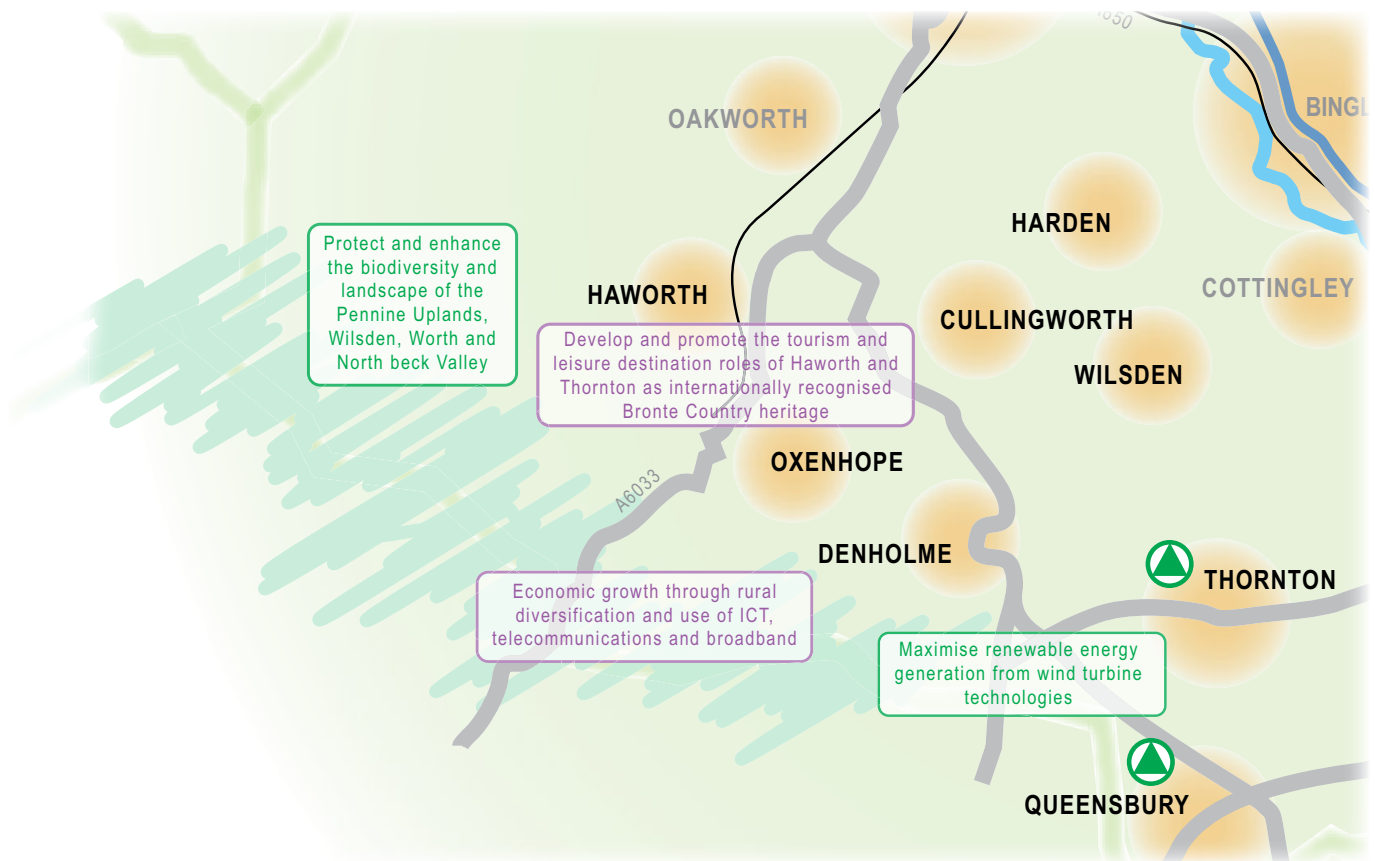 OAKWORTH
HARDEN
Protect and enhance
the biodiversity and
landscape of the
Pennine Uplands,
Wilsden, Worth and
North beck Valley
HAWORTH
COTTINGLEY
CULLINGWORTH
Develop and promote the tourism and
leisure destination roles of Haworth and
Thornton as internationally recognised
Bronte Country heritage
WILSDEN
OXENHOPE
A6033
DENHOLME
THORNTON
Economic growth through rural
diversification and use of ICT,
telecommunications and broadband
Maximise renewable energy
generation from wind turbine
technologies
QUEENSBURY